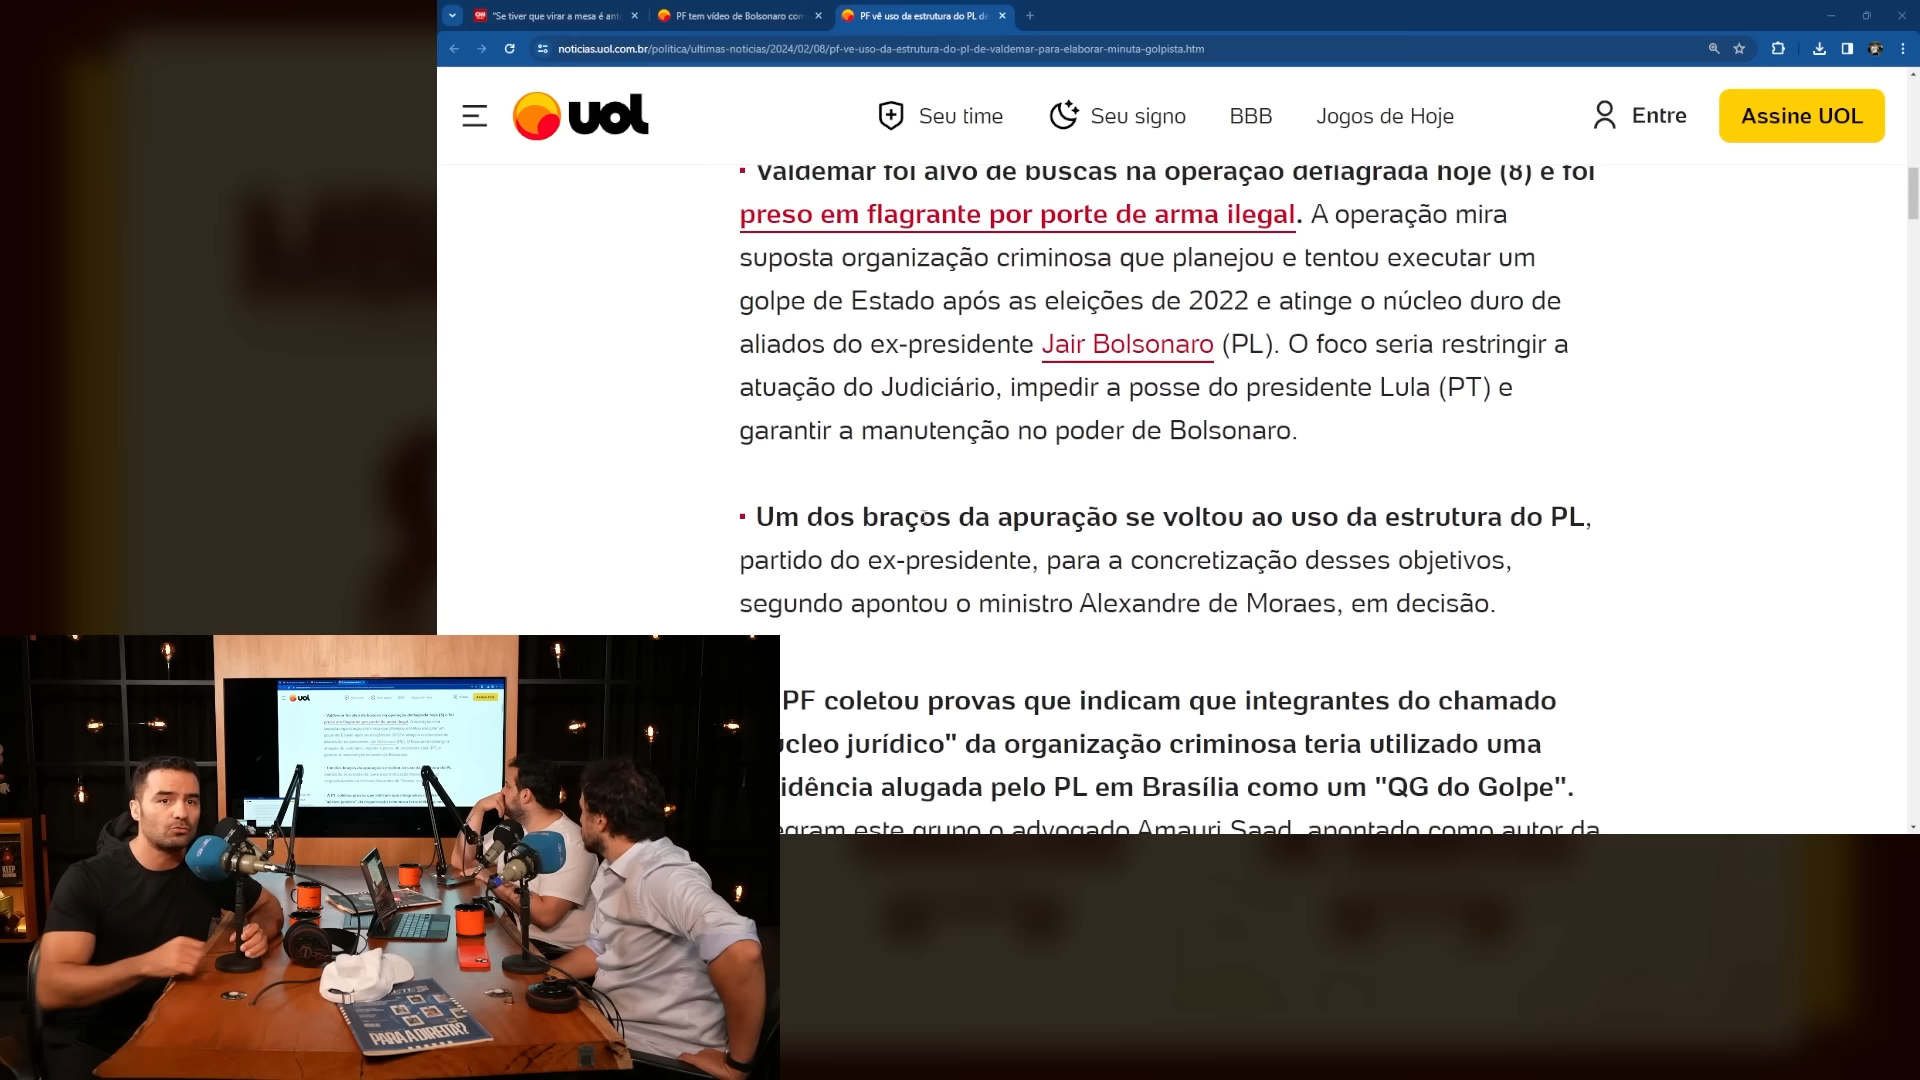 "Se tiver que virar a mesa é ant
PF tem vídeo de Bolsonaro com
PF vê uso da estrutura do PL de
noticias.uol.com.br/politica/ultimas-noticias/2024/02/08/pf-ve-uso-da-estrutura-do-pl-de-valdemar-para-elaborar-minuta-golpista.htm
uol
Seu time
Seu signo
BBB
Jogos de Hoje
Entre
Assine UOL
Valdemar foi alvo de buscas na operação deflagrada hoje (8) e foi
preso em flagrante por porte de arma ilegal. A operação mira
suposta organização criminosa que planejou e tentou executar um
golpe de Estado após as eleições de 2022 e atinge o núcleo duro de
aliados do ex-presidente Jair Bolsonaro (PL). O foco seria restringir a
atuação do Judiciário, impedir a posse do presidente Lula (PT) e
garantir a manutenção no poder de Bolsonaro.
Um dos braços da apuração se voltou ao uso da estrutura do PL,
partido do ex-presidente, para a concretização desses objetivos,
segundo apontou o ministro Alexandre de Moraes, em decisão.
PF coletou provas que indicam que integrantes do chamado
ucleo jurídico" da organização criminosa teria utilizado uma
idência alugada pelo PL em Brasília como um "QG do Golpe".
egram este grupo o advogado Amauri Saad, apontado como autor da
uol
PARA A DIREITA?